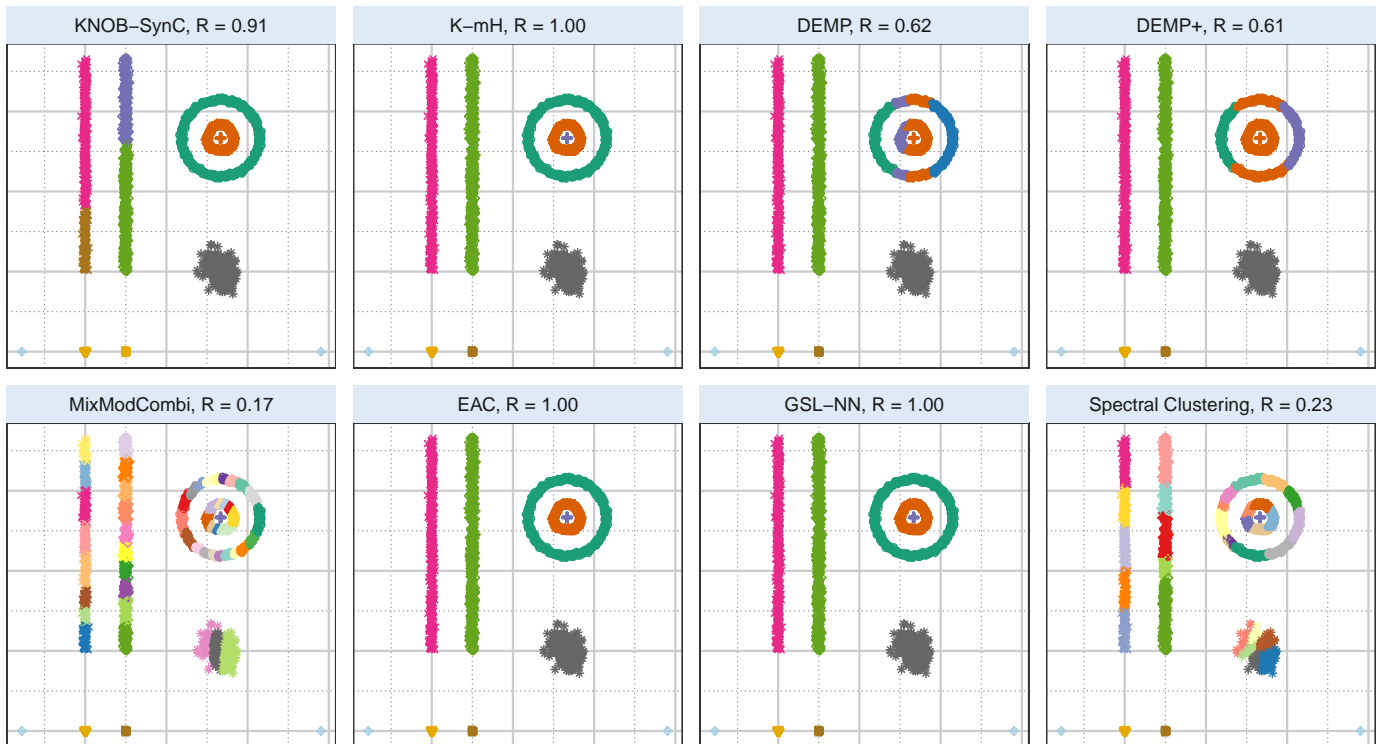 KNOB−SynC, R = 0.91
K−mH, R = 1.00
DEMP, R = 0.62
DEMP+, R = 0.61
MixModCombi, R = 0.17
EAC, R = 1.00
GSL−NN, R = 1.00
Spectral Clustering, R = 0.23